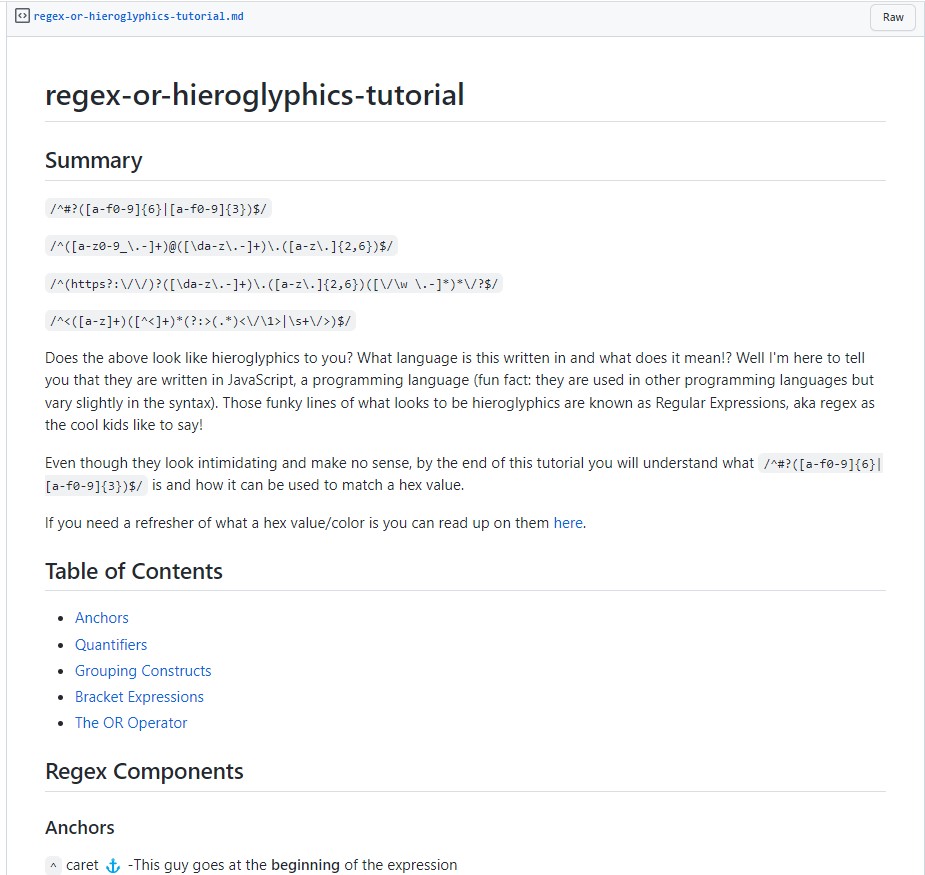 regex-or-hieroglyphics-tutorial.md
Raw
regex-or-hieroglyphics-tutorial
Summary
/^#?([a-f0-9]{6}|[a-f0-9]{3})$/
/^([a-z0-9_\.-]+)@([\da-z\.-]+)\.([a-z\.]{2,6})$/
/^(https?:\/\/)?([\da-z\.-]+)\.([a-z\.]{2,6})([\/\w \.-]*)*\/?$/
/^<([a-z]+)([^<]+)*(?:>(.*)<\/\1>|\s+\/>)$/
Does the above look like hieroglyphics to you? What language is this written in and what does it mean!? Well I'm here to tell
you that they are written in JavaScript, a programming language (fun fact: they are used in other programming languages but
vary slightly in the syntax). Those funky lines of what looks to be hieroglyphics are known as Regular Expressions, aka regex as
the cool kids like to say!
Even though they look intimidating and make no sense, by the end of this tutorial you will understand what /^#?([a-f0-9]{6}|
[a-f0-9]{3})$/ is and how it can be used to match a hex value.
If you need a refresher of what a hex value/color is you can read up on them here.
Table of Contents
• Anchors
• Quantifiers
• Grouping Constructs
• Bracket Expressions
• The OR Operator
Regex Components
Anchors
^ caret ⚓ -This guy goes at the beginning of the expression